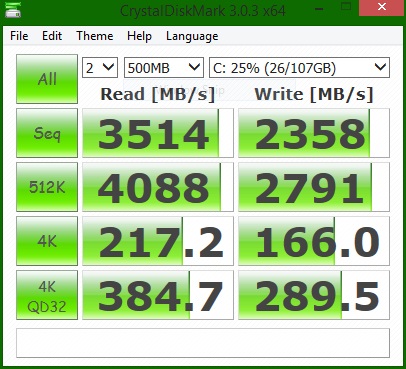 CrystalDiskMark 3.0.3 x64
File Edit Theme Help Language
All 2 500MB C: 25% (26/107GB)
Read [MB/s] Write [MB/s]
Seq 3514 2358
512K 4088 2791
4K 217.2 166.0
4K QD32 384.7 289.5